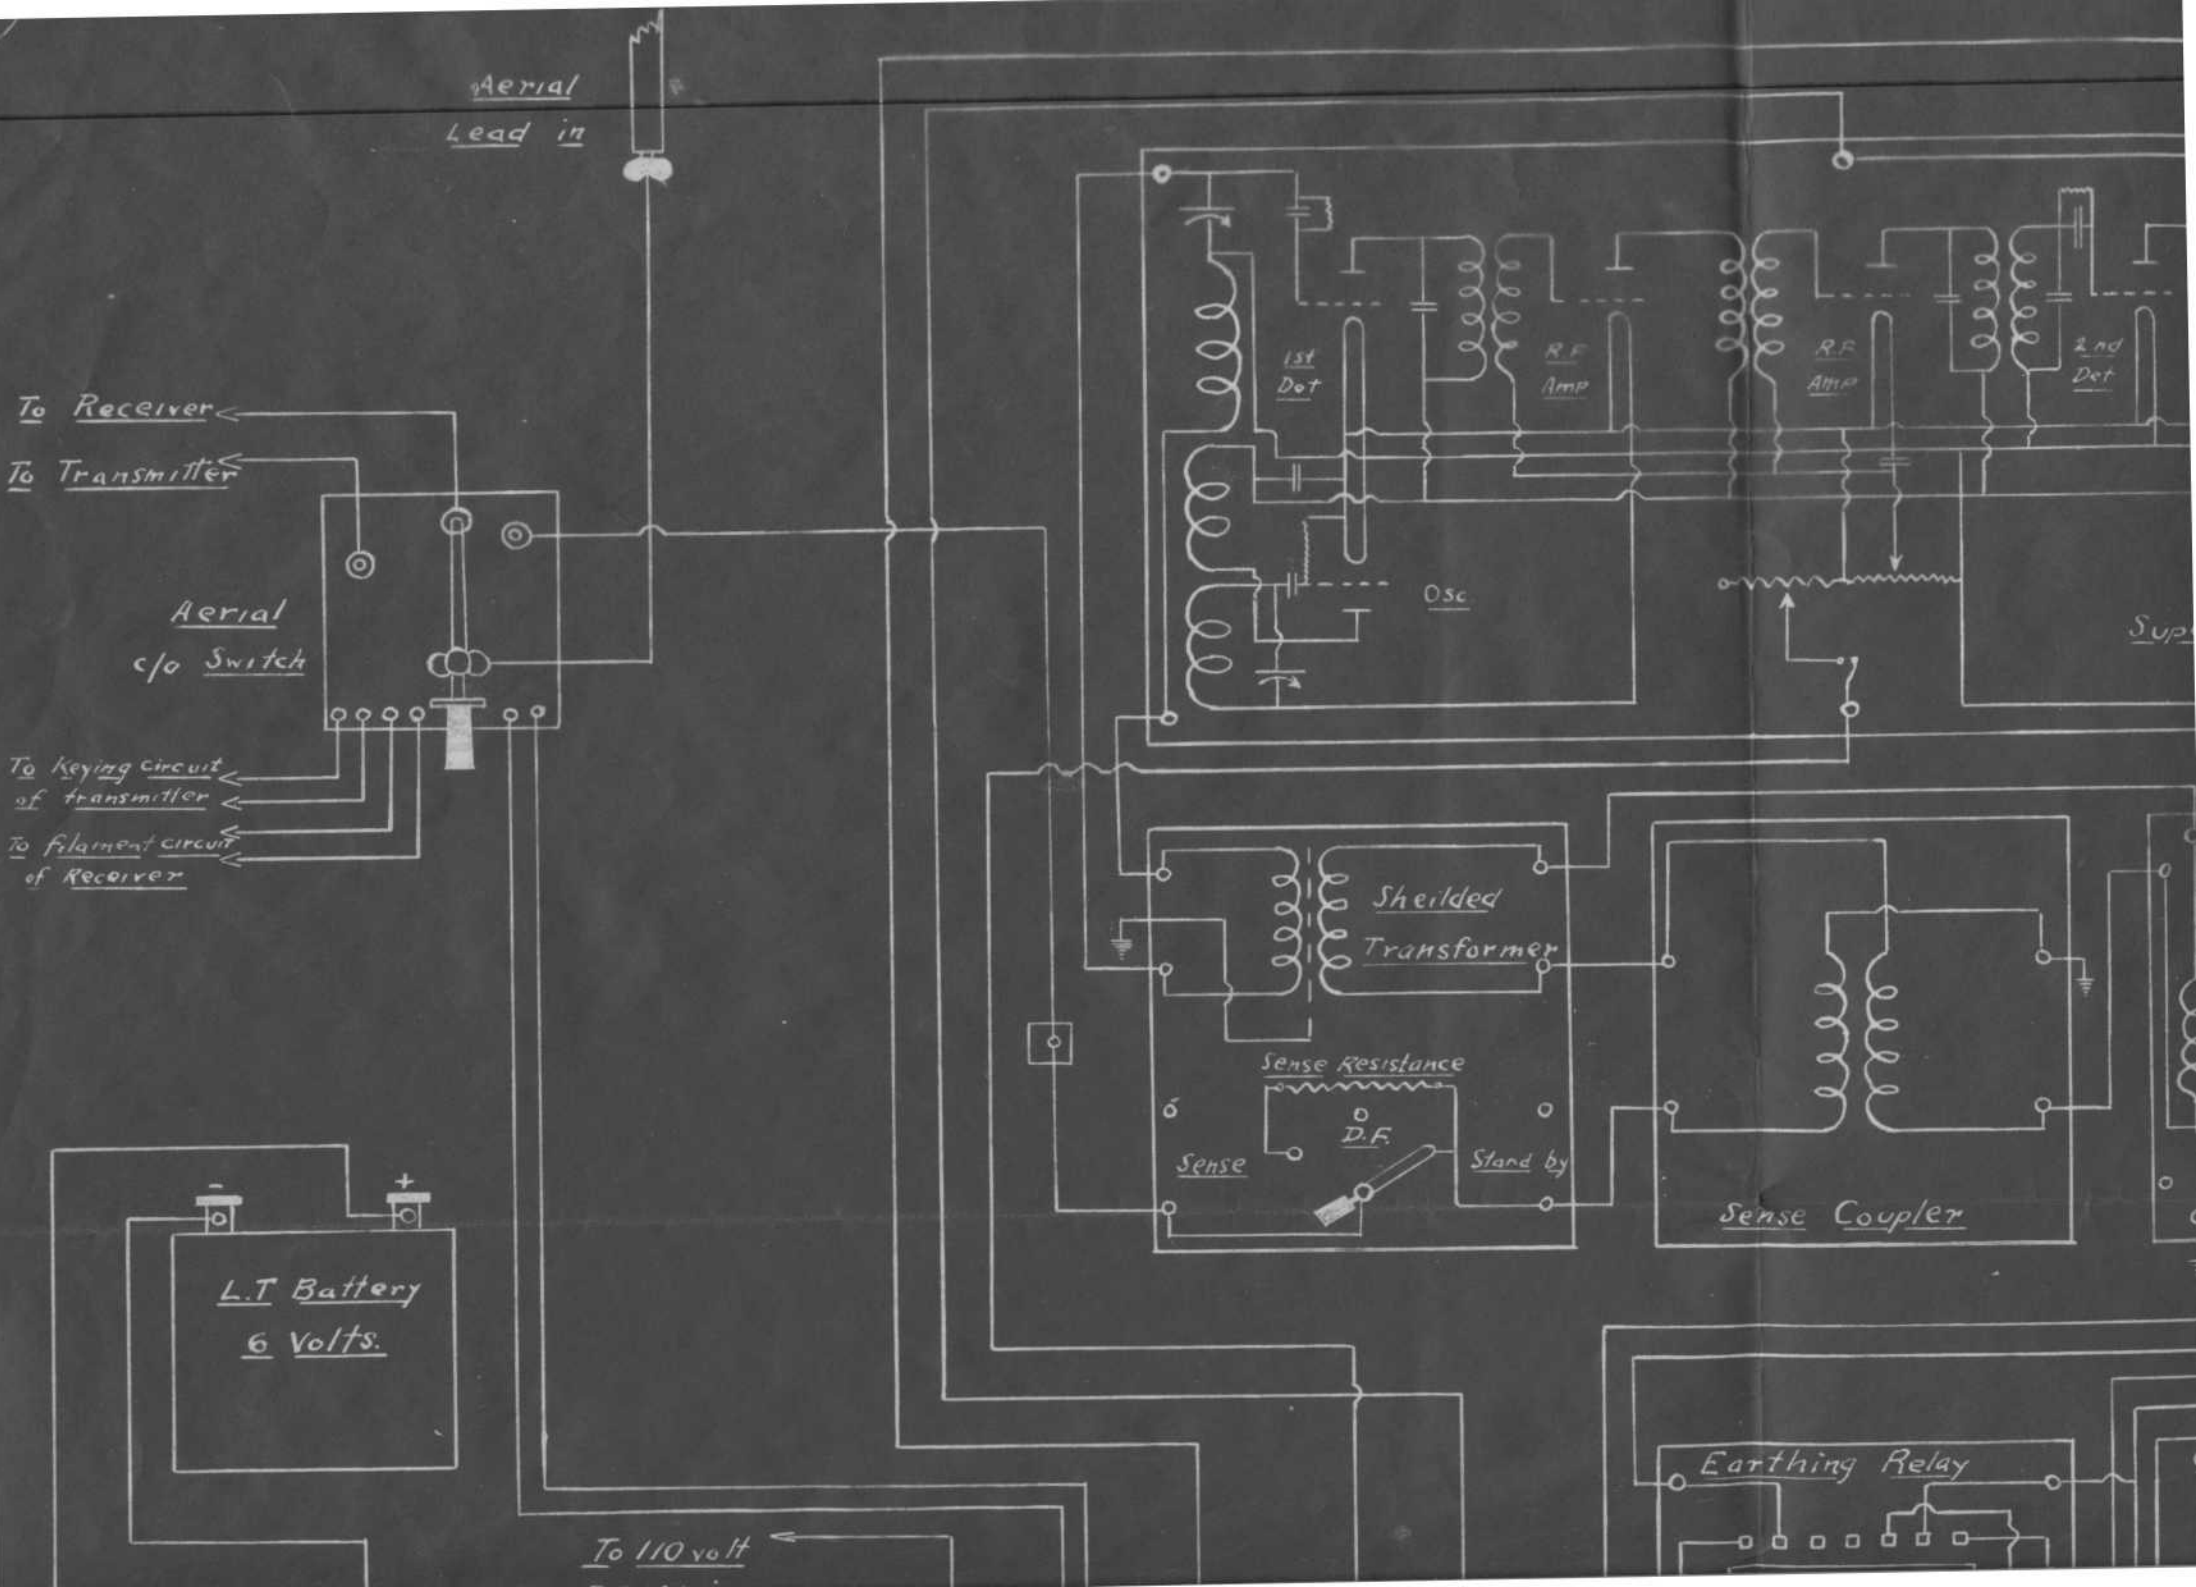 Aerial
Lead in
To Receiver
To Transmitter
Aerial
c/o Switch
To Keying circuit
of transmitter
To filament circuit
of Receiver
1st
Det
R.F
Amp
R.F
Amp
2nd
Det
Osc
Sheilded
Transformer
Sense Resistance
D.F.
Sense
Stand by
Sense Coupler
- +
L.T Battery
6 Volts.
Earthing Relay
To 110 volt